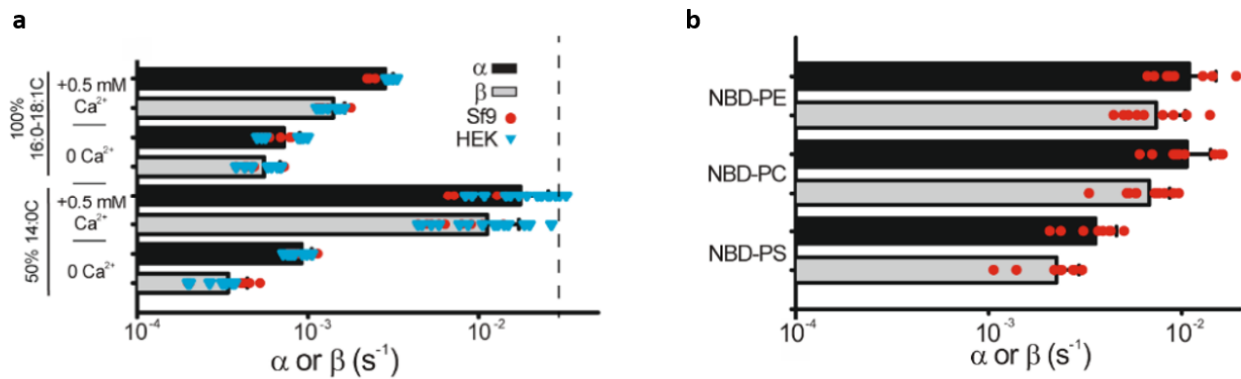 a
100%
16:0-18:1C
+0.5 mM
Ca²⁺
0 Ca²⁺
50% 14:0C
+0.5 mM
Ca²⁺
0 Ca²⁺
α
β
Sf9
HEK
10⁻⁴
10⁻³
10⁻²
α or β (s⁻¹)
b
NBD-PE
NBD-PC
NBD-PS
10⁻⁴
10⁻³
10⁻²
α or β (s⁻¹)